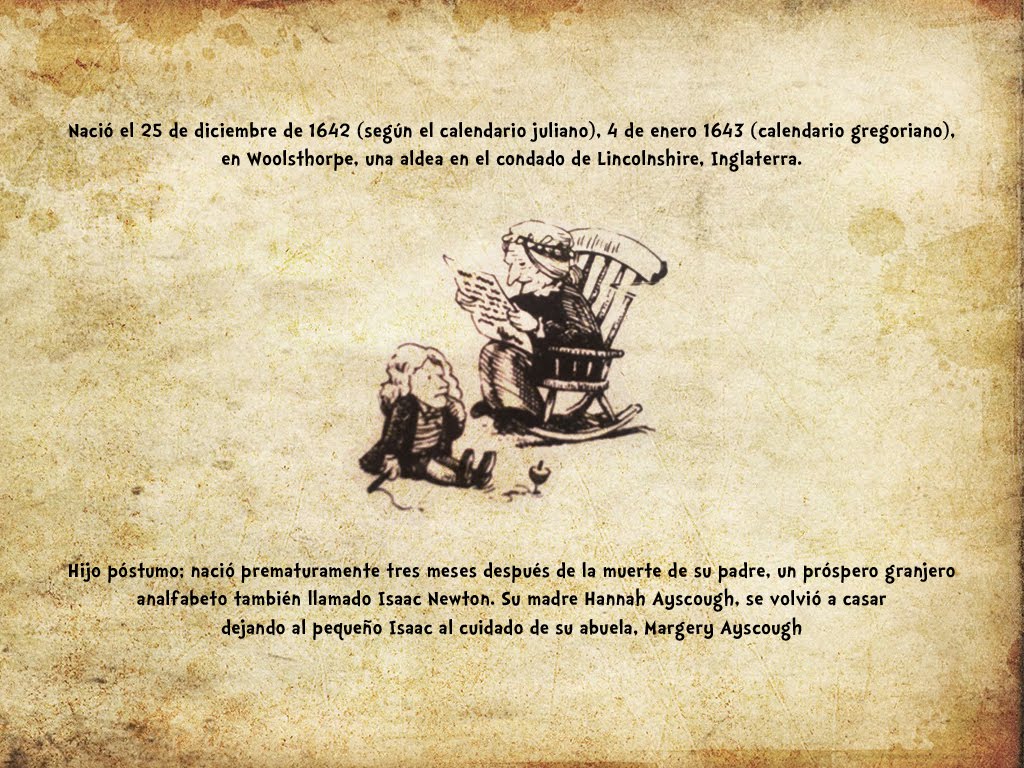 Nació el 25 de diciembre de 1642 (según el calendario juliano), 4 de enero 1643 (calendario gregoriano),
en Woolsthorpe, una aldea en el condado de Lincolnshire, Inglaterra.
Hijo póstumo; nació prematuramente tres meses después de la muerte de su padre, un próspero granjero
analfabeto también llamado Isaac Newton. Su madre Hannah Ayscough, se volvió a casar
dejando al pequeño Isaac al cuidado de su abuela, Margery Ayscough